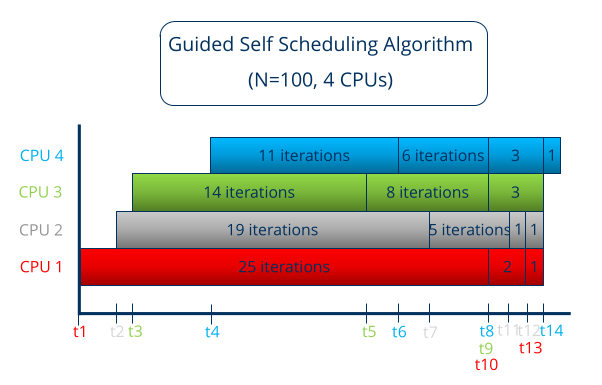 Guided Self Scheduling Algorithm
(N=100, 4 CPUs)
CPU 4 11 iterations 6 iterations 3 1
CPU 3 14 iterations 8 iterations 3
CPU 2 19 iterations 5 iterations 1 1
CPU 1 25 iterations 2 1
t1 t2 t3 t4 t5 t6 t7 t8 t11 t12 t14
t9 t13
t10